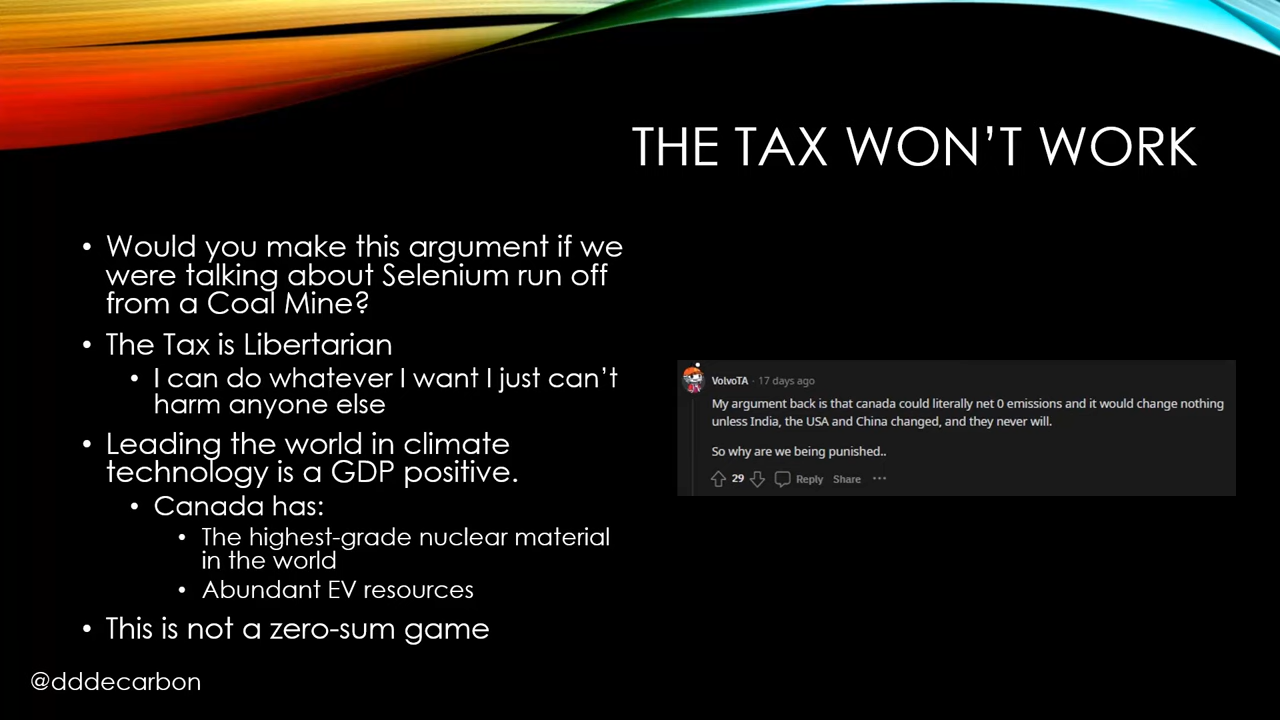 THE TAX WON'T WORK
• Would you make this argument if we
were talking about Selenium run off
from a Coal Mine?
• The Tax is Libertarian
• I can do whatever I want I just can't
harm anyone else
• Leading the world in climate
technology is a GDP positive.
• Canada has:
• The highest-grade nuclear material
in the world
• Abundant EV resources
• This is not a zero-sum game
VolvoTA · 17 days ago
My argument back is that canada could literally net 0 emissions and it would change nothing
unless India, the USA and China changed, and they never will.
So why are we being punished..
29 Reply Share ···
@dddecarbon